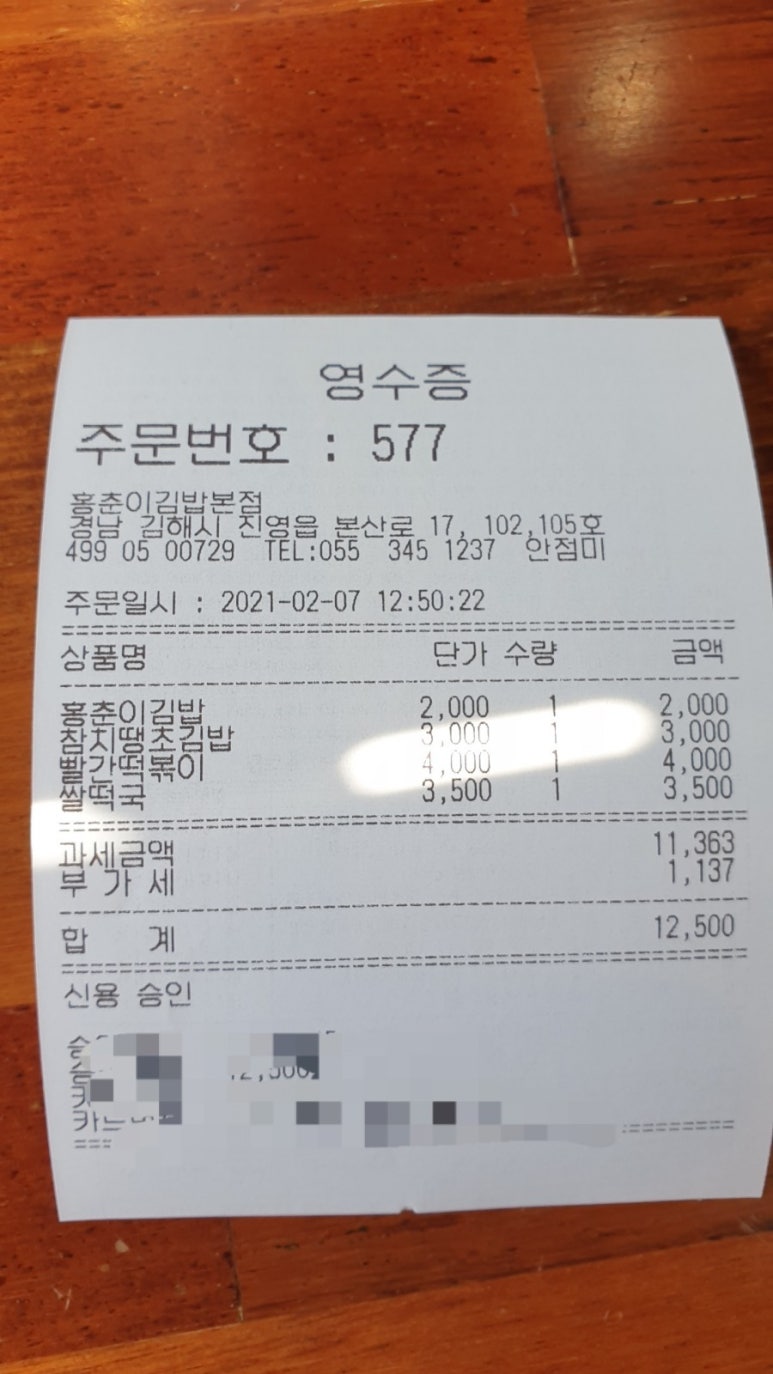 영수증
주문번호 : 577
홍춘이김밥본점
경남 김해시 진영읍 본산로 17, 102,105호
499 05 00729 TEL:055 345 1237 안점미
주문일시 : 2021-02-07 12:50:22
상품명 단가 수량 금액
홍춘이김밥 2,000 1 2,000
참치땡초김밥 3,000 1 3,000
빨간떡볶이 4,000 1 4,000
쌀떡국 3,500 1 3,500
과세금액 11,363
부 가 세 1,137
합 계 12,500
신용 승인